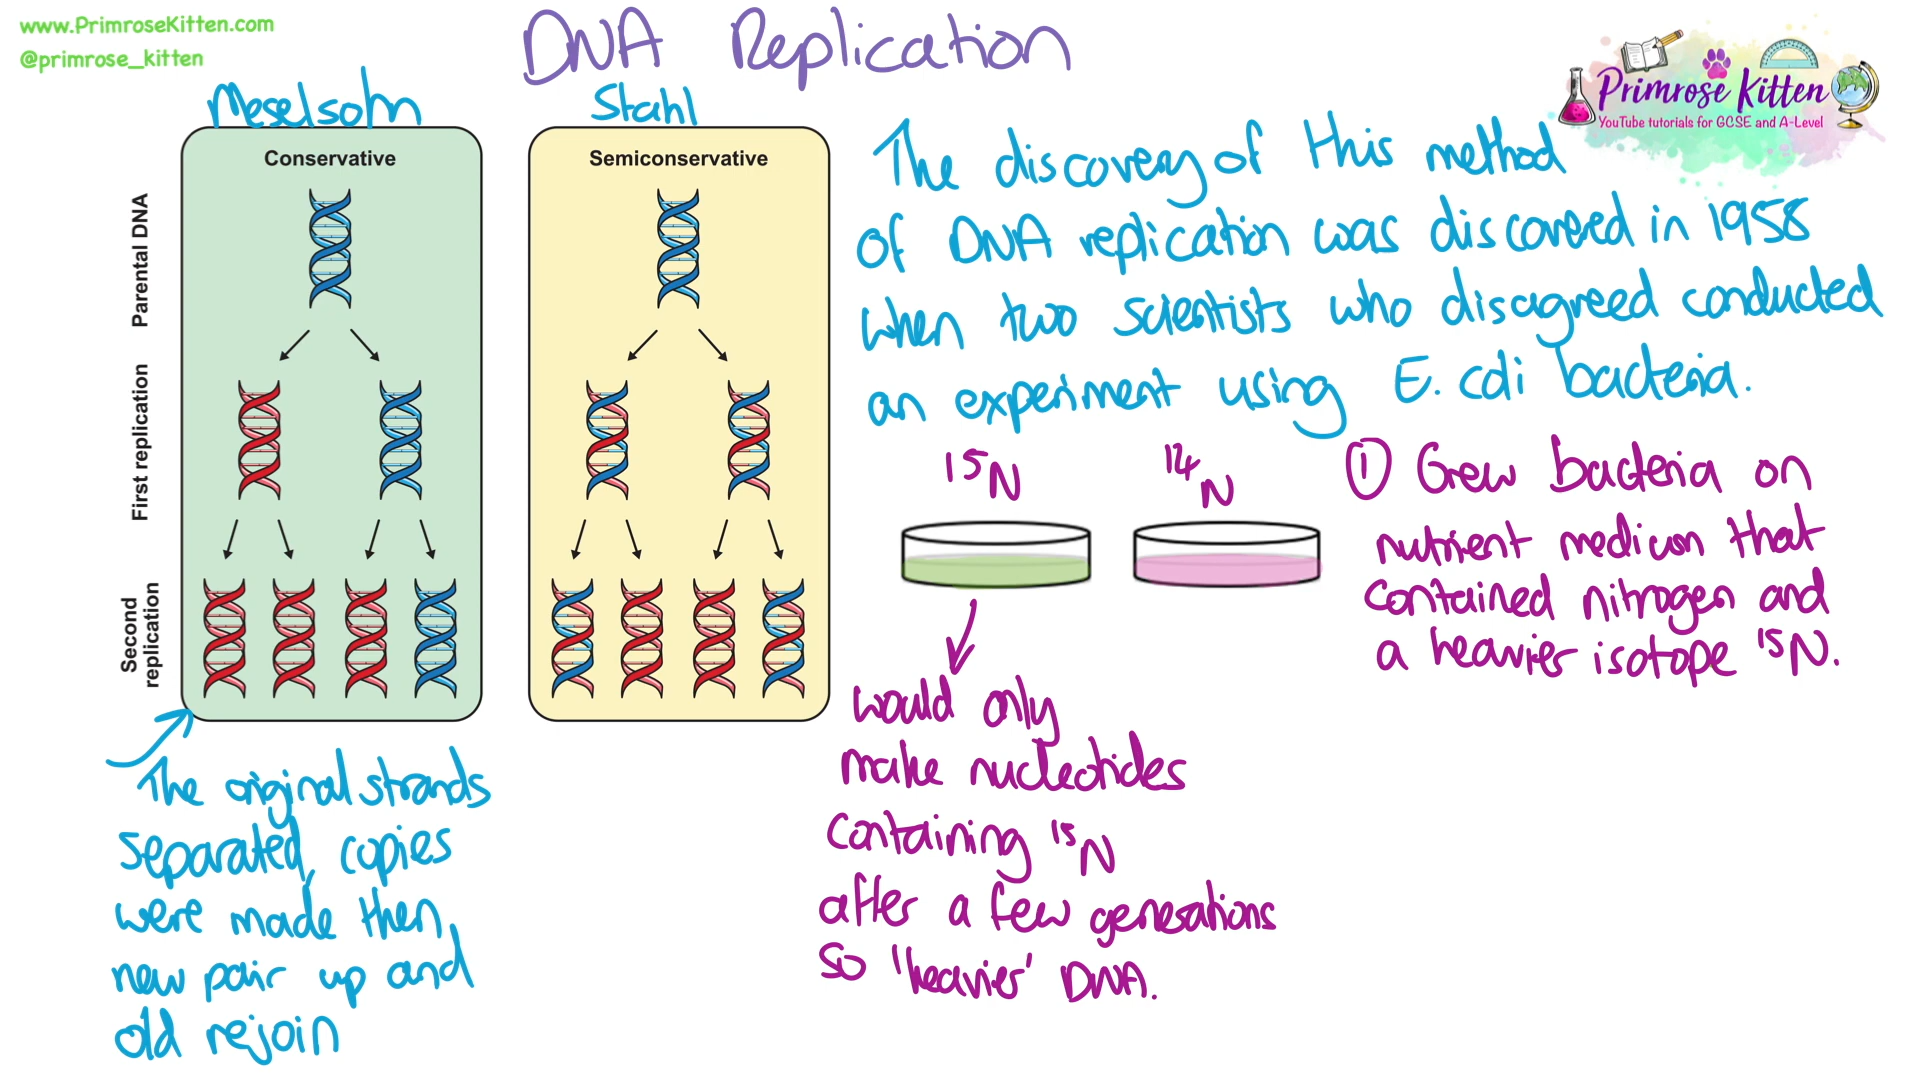 www.PrimroseKitten.com
@primrose_kitten
DNA Replication
Primrose Kitten
YouTube tutorials for GCSE and A-Level
Meselsohn
Stahl
Conservative
Semiconservative
Parental DNA
First replication
Second
replication
The original strands
separated, copies
were made then,
new pair up and
old rejoin
The discovery of this method
of DNA replication was discovered in 1958
when two scientists who disagreed conducted
an experiment using E. coli bacteria.
¹⁵N
¹⁴N
would only
make nucleotides
containing ¹⁵N
after a few generations
so 'heavier' DNA.
① Grew bacteria on
nutrient medium that
contained nitrogen and
a heavier isotope ¹⁵N.